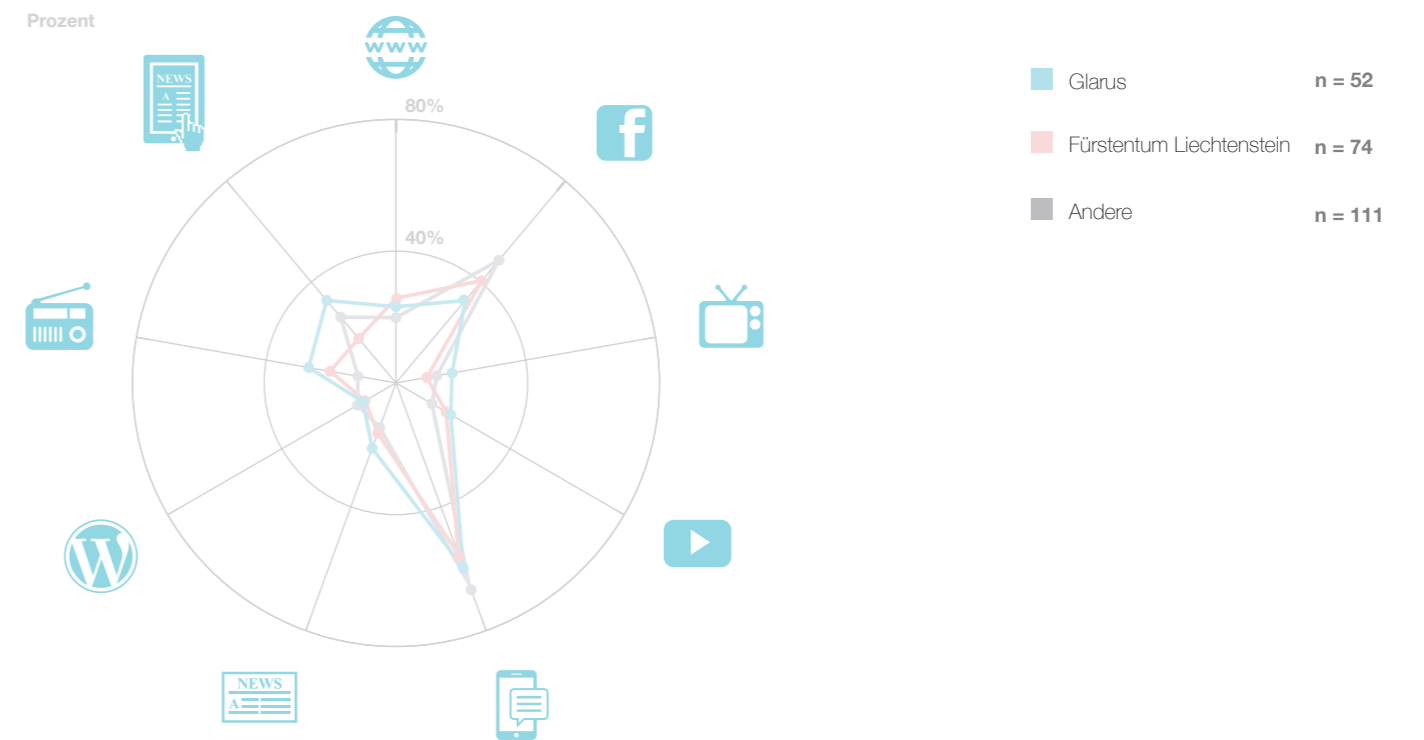 Prozent
www
NEWS
A
80%
f
40%
W
NEWS
A
Glarus n = 52
Fürstentum Liechtenstein n = 74
Andere n = 111